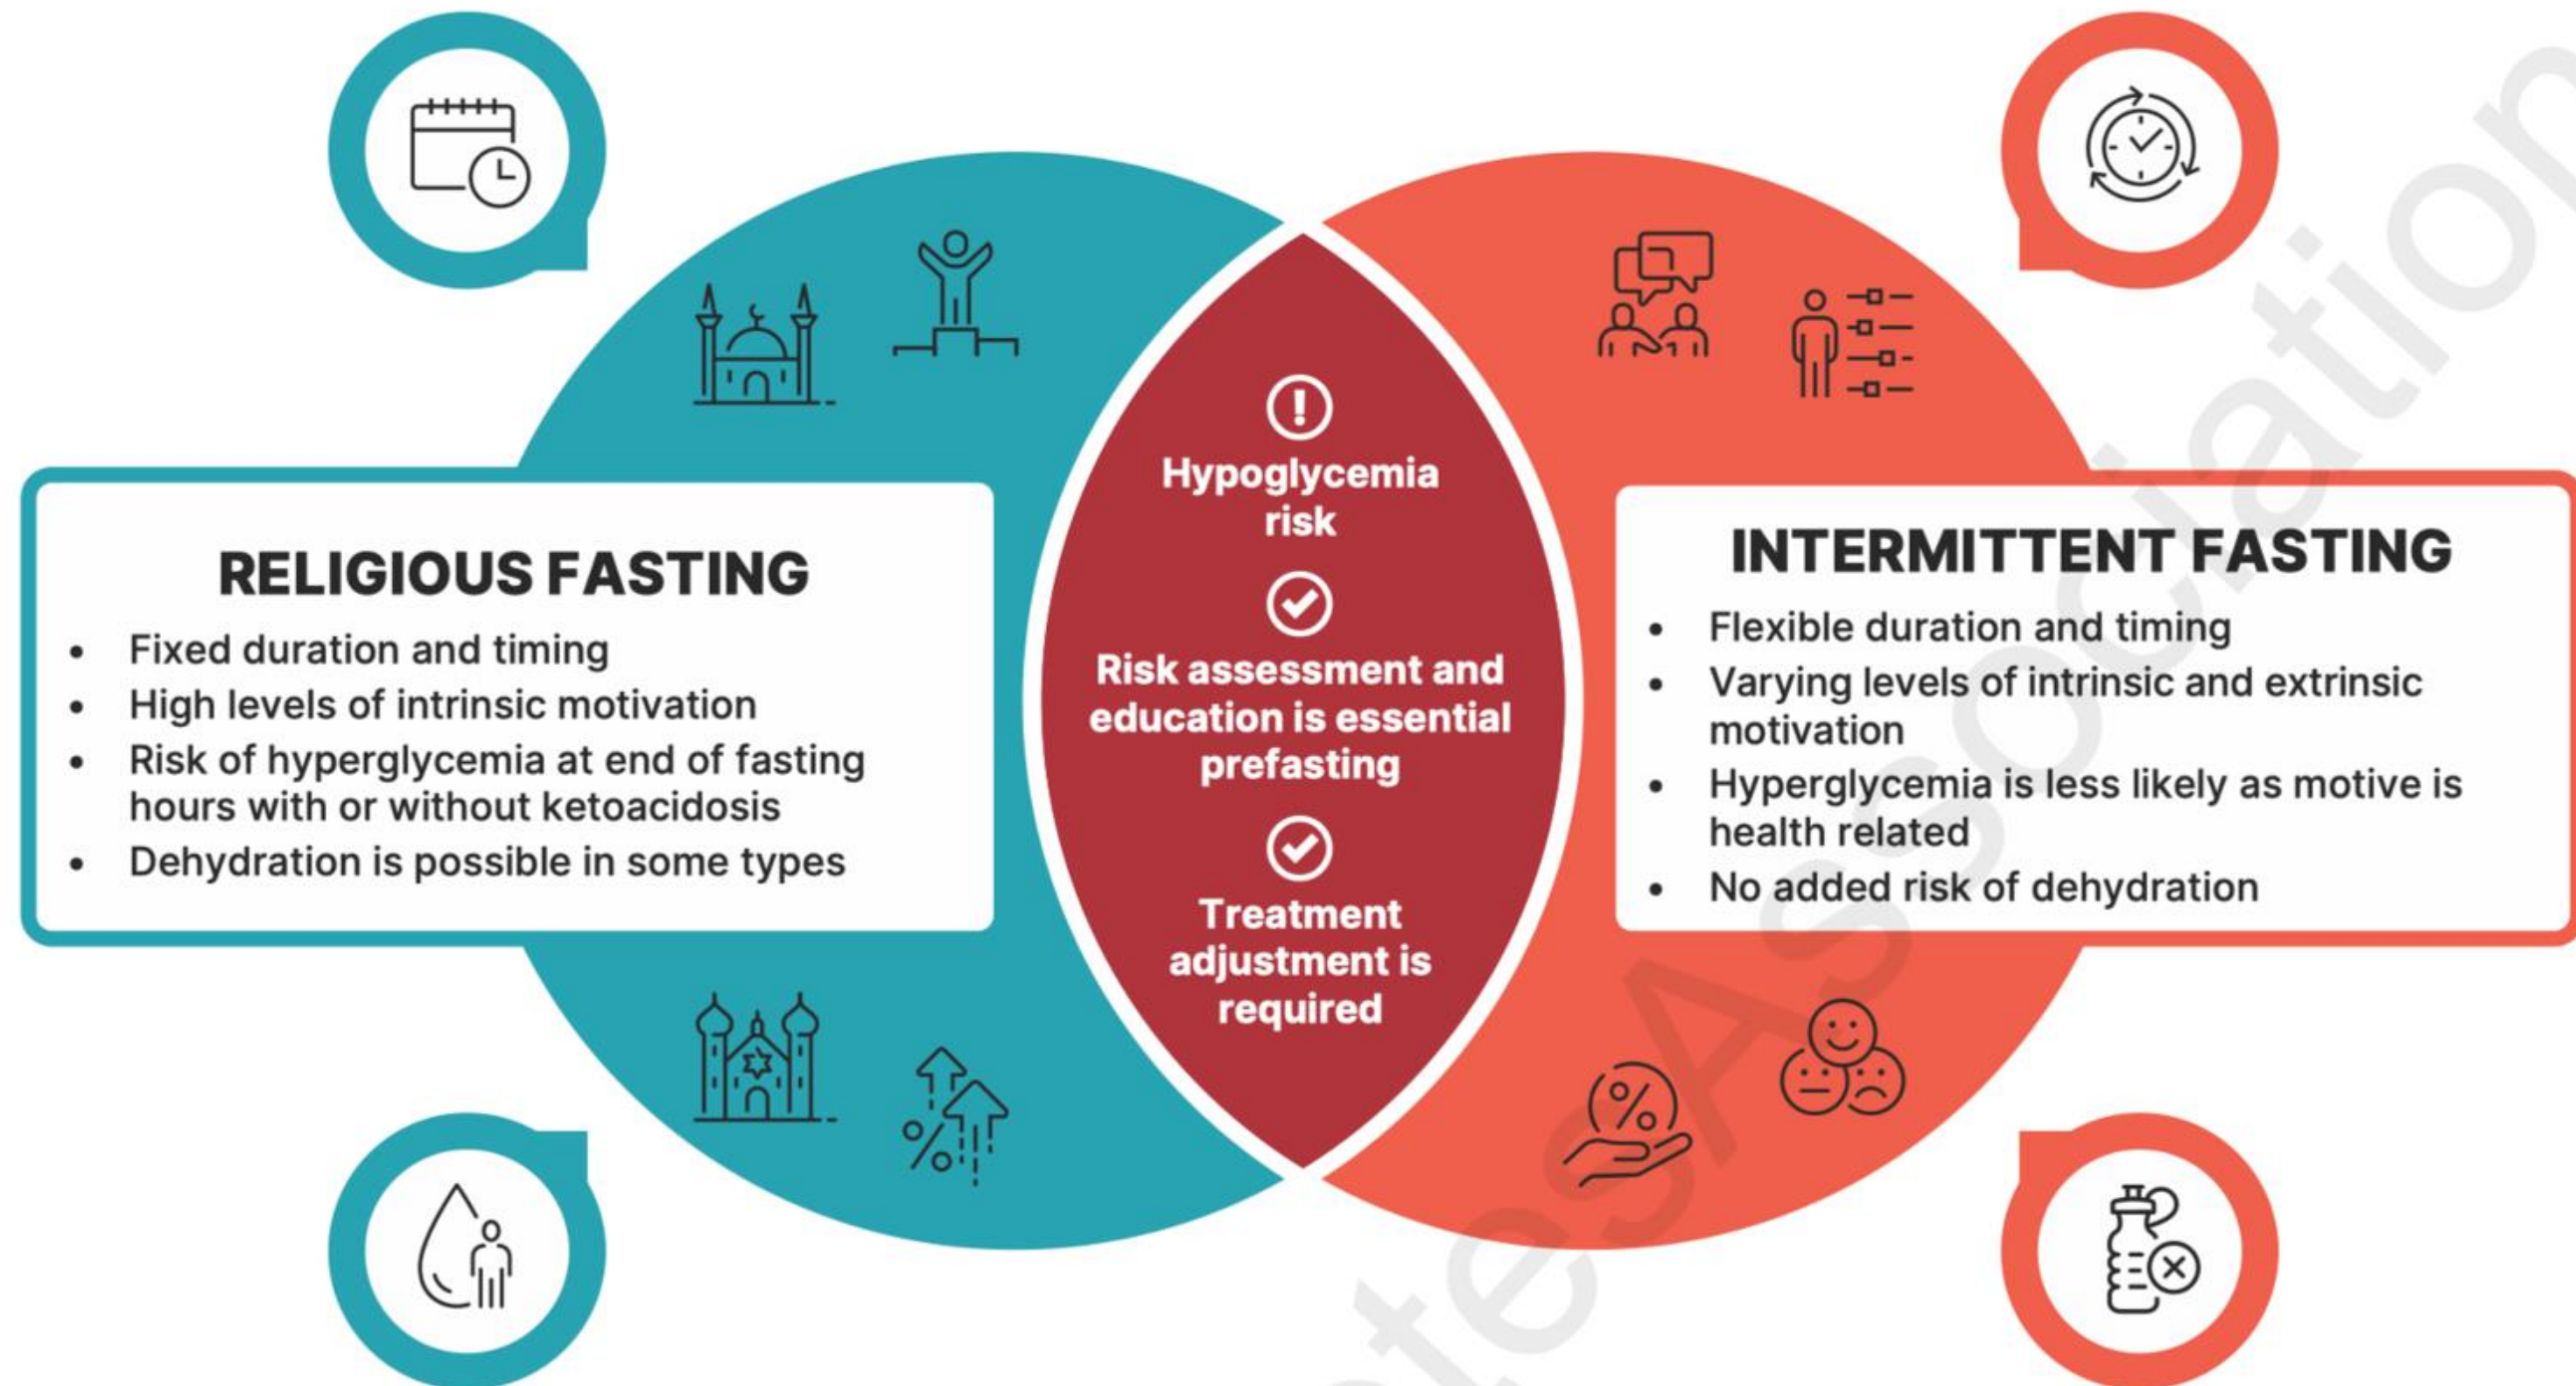 RELIGIOUS FASTING
• Fixed duration and timing
• High levels of intrinsic motivation
• Risk of hyperglycemia at end of fasting
hours with or without ketoacidosis
• Dehydration is possible in some types
Hypoglycemia
risk
Risk assessment and
education is essential
prefasting
Treatment
adjustment is
required
INTERMITTENT FASTING
• Flexible duration and timing
• Varying levels of intrinsic and extrinsic
motivation
• Hyperglycemia is less likely as motive is
health related
• No added risk of dehydration
tesAssociation